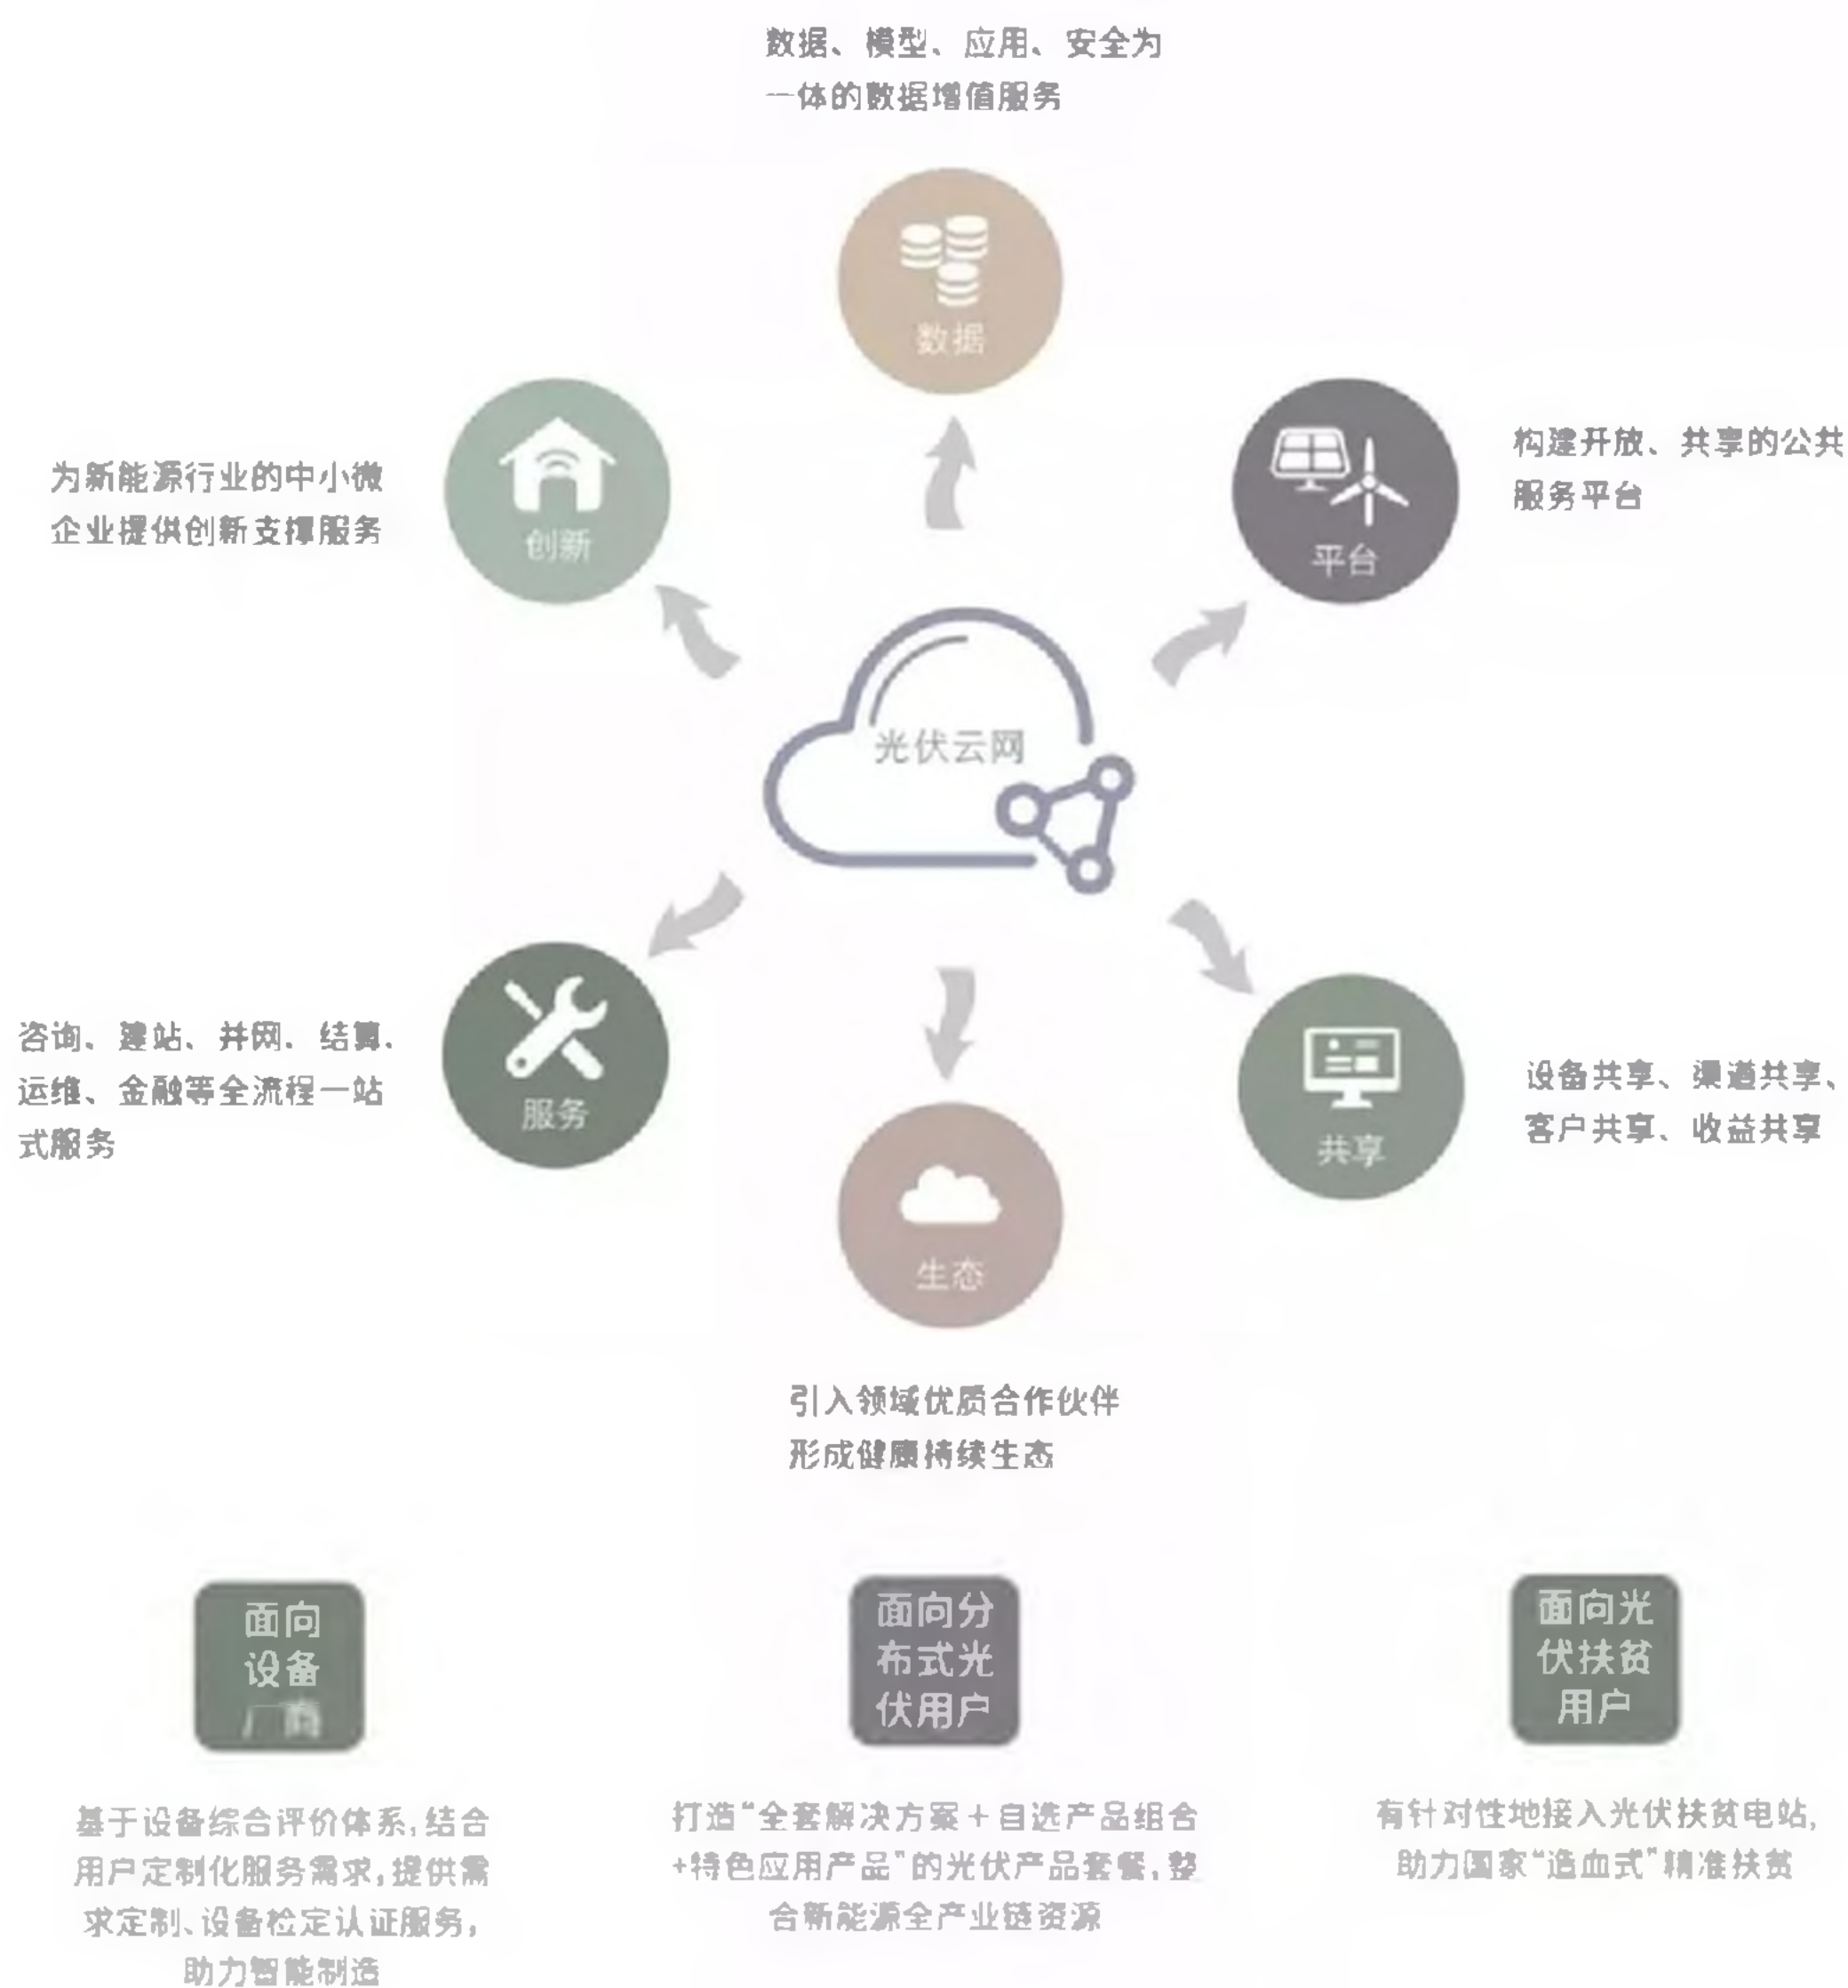 数据、模型、应用、安全为
一体的数据增值服务
数据
创新
平台
为新能源行业的中小微
企业提供创新支撑服务
构建开放、共享的公共
服务平台
光伏云网
咨询、建站、并网、结算、
运维、金融等全流程一站
式服务
服务
共享
设备共享、渠道共享、
客户共享、收益共享
生态
引入领域优质合作伙伴
形成健康持续生态
面向
设备
厂商
基于设备综合评价体系,结合
用户定制化服务需求,提供需
求定制、设备检定认证服务,
助力智能制造
面向分
布式光
伏用户
打造“全套解决方案＋自选产品组合
+特色应用产品”的光伏产品套餐,整
合新能源全产业链资源
面向光
伏扶贫
用户
有针对性地接入光伏扶贫电站,
助力国家“造血式”精准扶贫